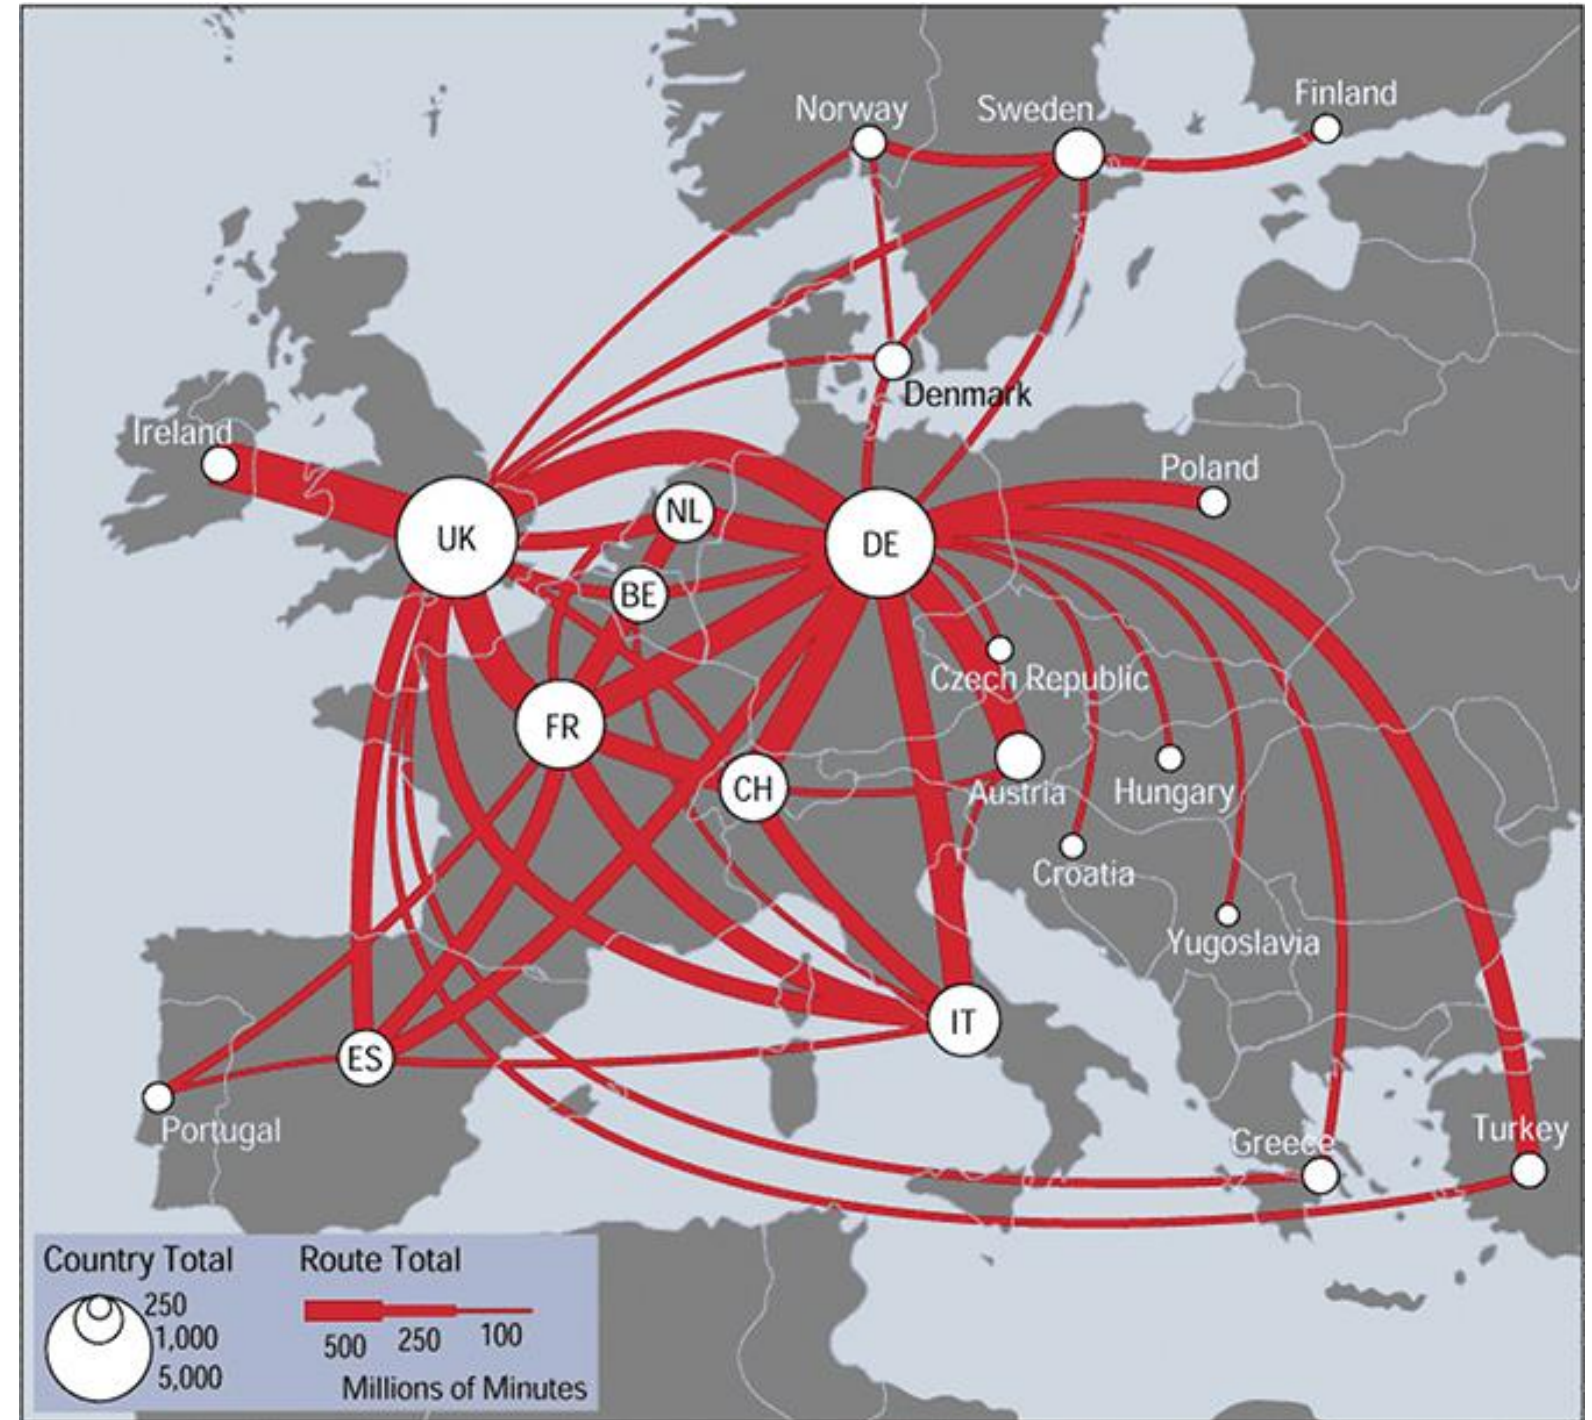 Finland
Norway
Sweden
Denmark
Ireland
Poland
NL
UK
DE
BE
Czech Republic
FR
CH
Austria
Hungary
Croatia
Yugoslavia
IT
ES
Portugal
Greece
Turkey
Country Total
250
1,000
5,000
Route Total
500 250 100
Millions of Minutes